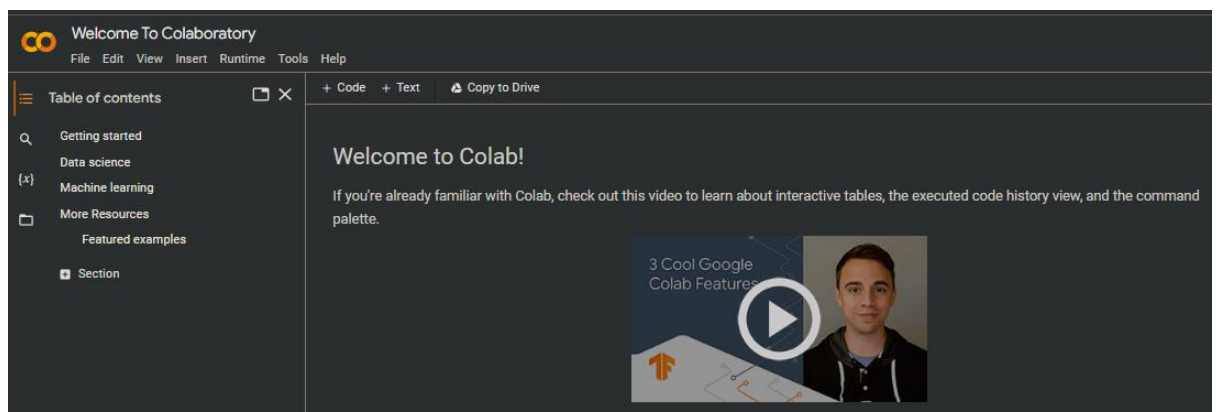 Welcome To Colaboratory
File Edit View Insert Runtime Tools Help
Table of contents
Getting started
Data science
{x}
Machine learning
More Resources
Featured examples
Section
+ Code + Text Copy to Drive
Welcome to Colab!
If you're already familiar with Colab, check out this video to learn about interactive tables, the executed code history view, and the command
palette.
3 Cool Google
Colab Features